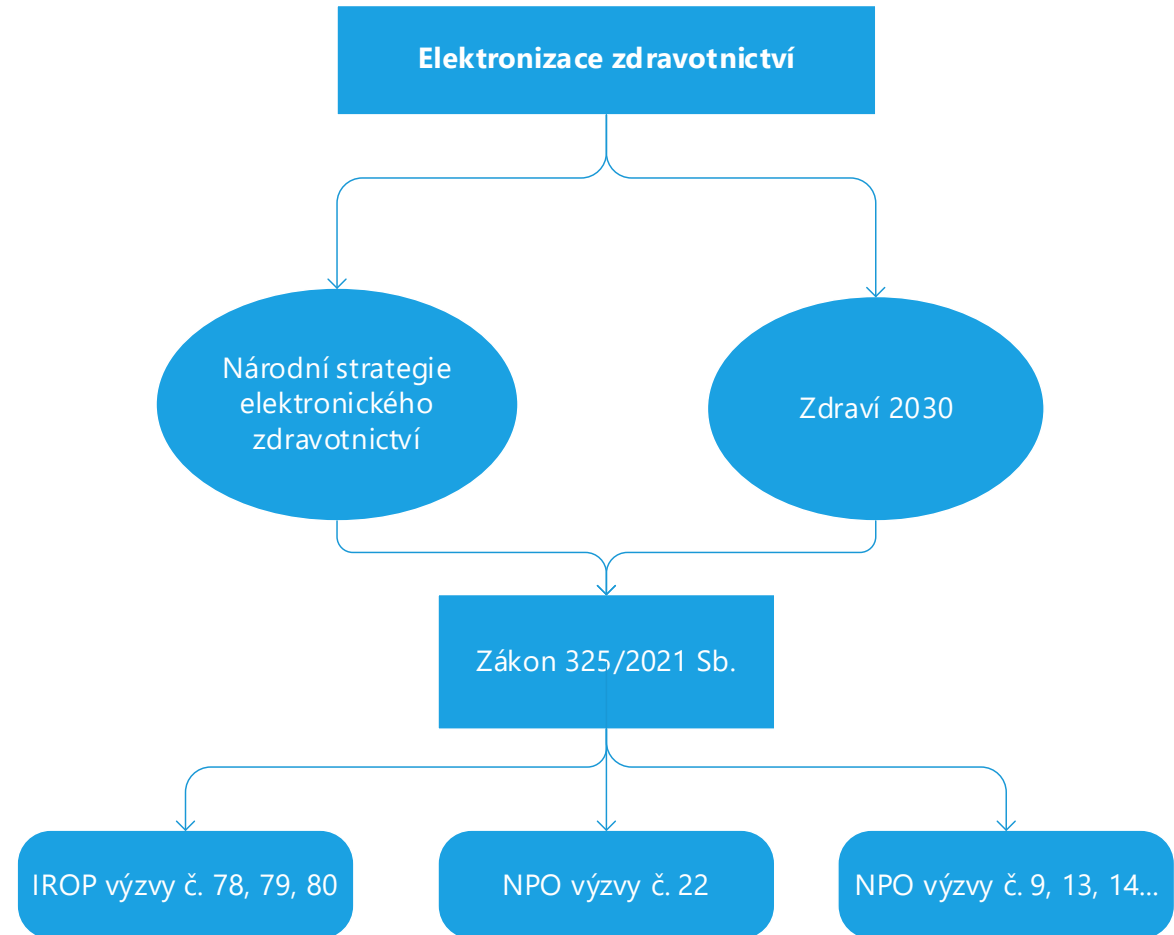 Elektronizace zdravotnictví
Národní strategie
elektronického
zdravotnictví
Zdraví 2030
Zákon 325/2021 Sb.
IROP výzvy č. 78, 79, 80
NPO výzvy č. 22
NPO výzvy č. 9, 13, 14...